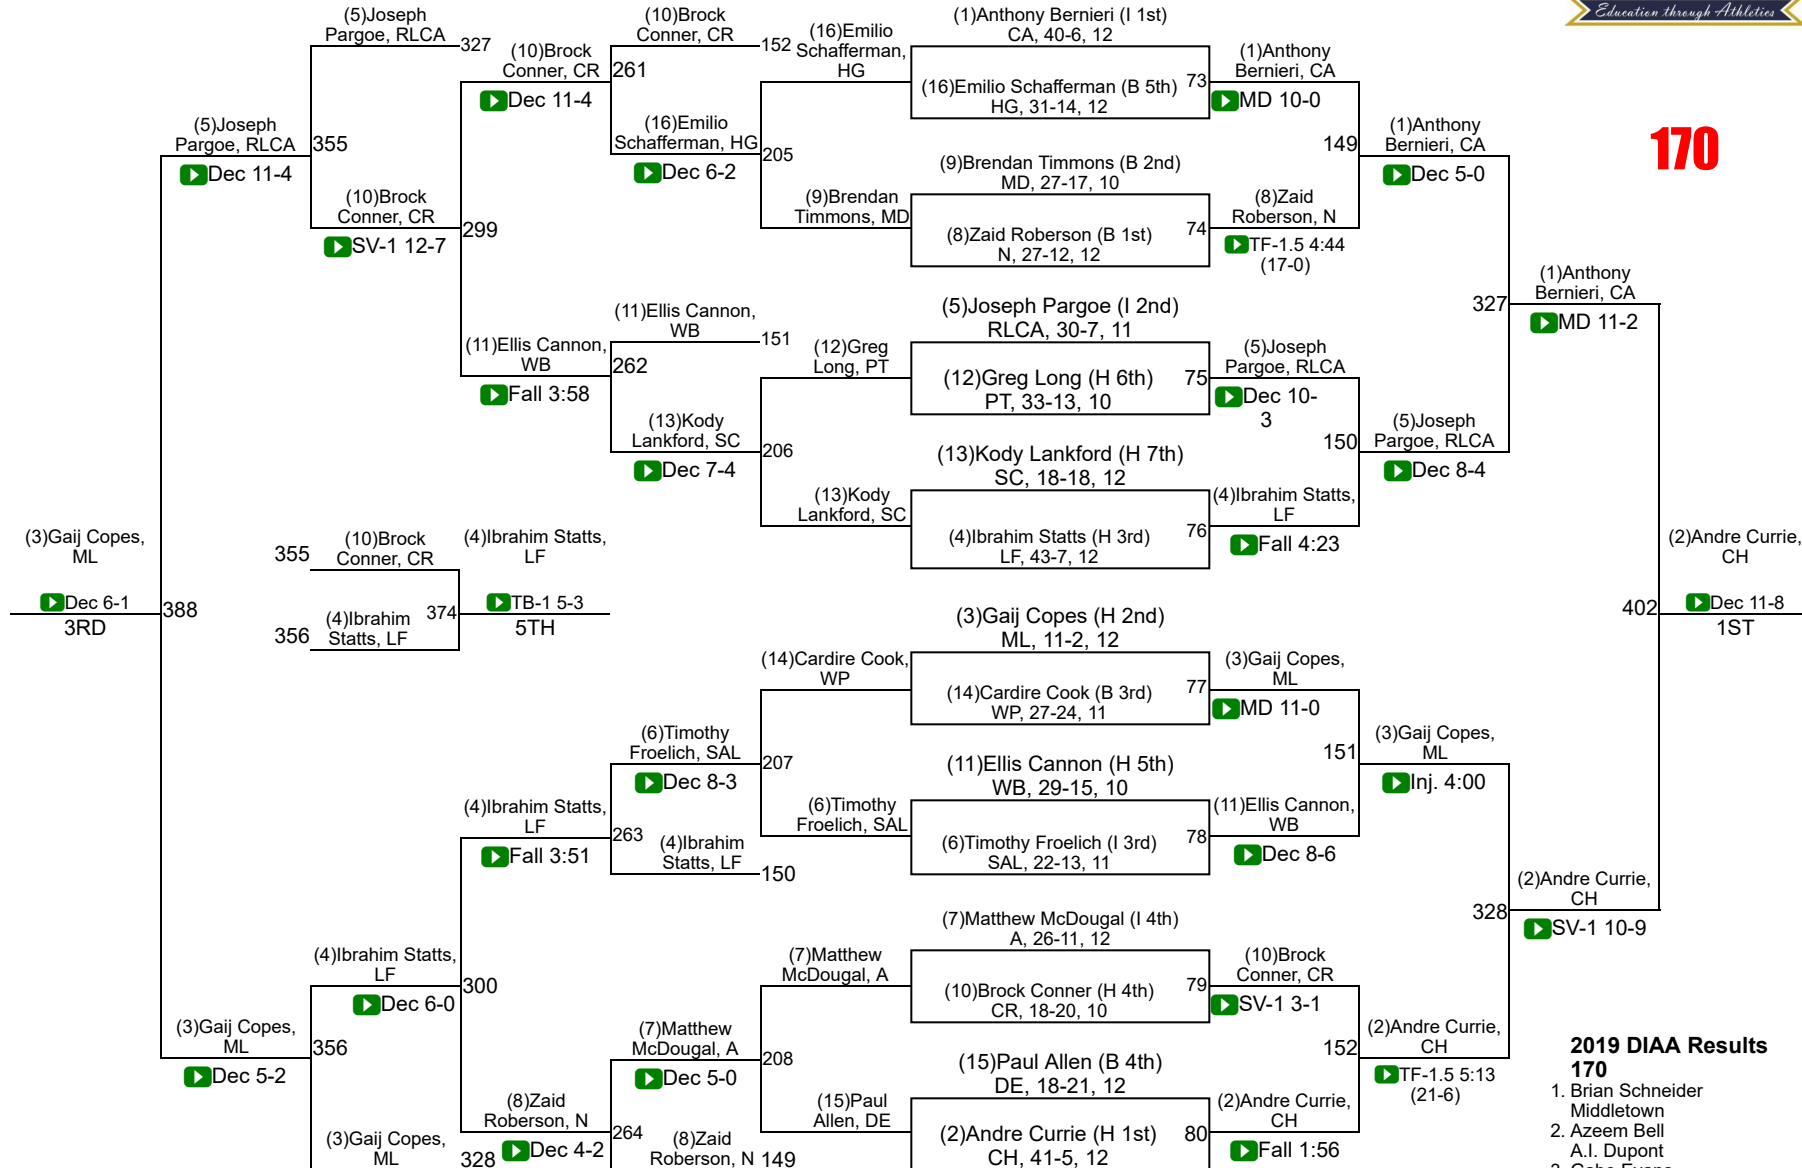 Education through Athletics
170
(1)Anthony Bernieri (I 1st)
CA, 40-6, 12
(16)Emilio Schafferman (B 5th)
HG, 31-14, 12
73
(9)Brendan Timmons (B 2nd)
MD, 27-17, 10
(8)Zaid Roberson (B 1st)
N, 27-12, 12
74
(5)Joseph Pargoe (I 2nd)
RLCA, 30-7, 11
(12)Greg Long (H 6th)
PT, 33-13, 10
75
(13)Kody Lankford (H 7th)
SC, 18-18, 12
(4)Ibrahim Statts (H 3rd)
LF, 43-7, 12
76
(3)Gaij Copes (H 2nd)
ML, 11-2, 12
(14)Cardire Cook (B 3rd)
WP, 27-24, 11
77
(11)Ellis Cannon (H 5th)
WB, 29-15, 10
(6)Timothy Froelich (I 3rd)
SAL, 22-13, 11
78
(7)Matthew McDougal (I 4th)
A, 26-11, 12
(10)Brock Conner (H 4th)
CR, 18-20, 10
79
(15)Paul Allen (B 4th)
DE, 18-21, 12
(2)Andre Currie (H 1st)
CH, 41-5, 12
80
(1)Anthony
Bernieri, CA
MD 10-0
149
(8)Zaid
Roberson, N
TF-1.5 4:44
(17-0)
(5)Joseph
Pargoe, RLCA
Dec 10-
3
150
(4)Ibrahim Statts,
LF
Fall 4:23
(3)Gaij Copes,
ML
MD 11-0
151
(11)Ellis Cannon,
WB
Dec 8-6
(10)Brock
Conner, CR
SV-1 3-1
152
(2)Andre Currie,
CH
Fall 1:56
(1)Anthony
Bernieri, CA
Dec 5-0
327
(5)Joseph
Pargoe, RLCA
Dec 8-4
(3)Gaij Copes,
ML
Inj. 4:00
328
(2)Andre Currie,
CH
TF-1.5 5:13
(21-6)
(1)Anthony
Bernieri, CA
MD 11-2
402
(2)Andre Currie,
CH
SV-1 10-9
(2)Andre Currie,
CH
Dec 11-8
1ST
(16)Emilio
Schafferman,
HG
205
(9)Brendan
Timmons, MD
(12)Greg
Long, PT
206
(13)Kody
Lankford, SC
(14)Cardire Cook,
WP
207
(6)Timothy
Froelich, SAL
(7)Matthew
McDougal, A
208
(15)Paul
Allen, DE
(10)Brock
Conner, CR
152
261
(16)Emilio
Schafferman, HG
Dec 6-2
(11)Ellis Cannon,
WB
151
262
(13)Kody
Lankford, SC
Dec 7-4
(6)Timothy
Froelich, SAL
Dec 8-3
263
(4)Ibrahim
Statts, LF
150
(7)Matthew
McDougal, A
Dec 5-0
264
(8)Zaid
Roberson, N
149
(10)Brock
Conner, CR
Dec 11-4
299
(11)Ellis Cannon,
WB
Fall 3:58
(4)Ibrahim Statts,
LF
Fall 3:51
300
(8)Zaid
Roberson, N
Dec 4-2
(5)Joseph
Pargoe, RLCA
327
355
(10)Brock
Conner, CR
SV-1 12-7
(4)Ibrahim Statts,
LF
Dec 6-0
356
(3)Gaij Copes,
ML
328
(5)Joseph
Pargoe, RLCA
Dec 11-4
388
(3)Gaij Copes,
ML
Dec 5-2
(3)Gaij Copes,
ML
Dec 6-1
3RD
355
(10)Brock
Conner, CR
374
356
(4)Ibrahim
Statts, LF
(4)Ibrahim Statts,
LF
TB-1 5-3
5TH
2019 DIAA Results
170
1. Brian Schneider
Middletown
2. Azeem Bell
A.I. Dupont